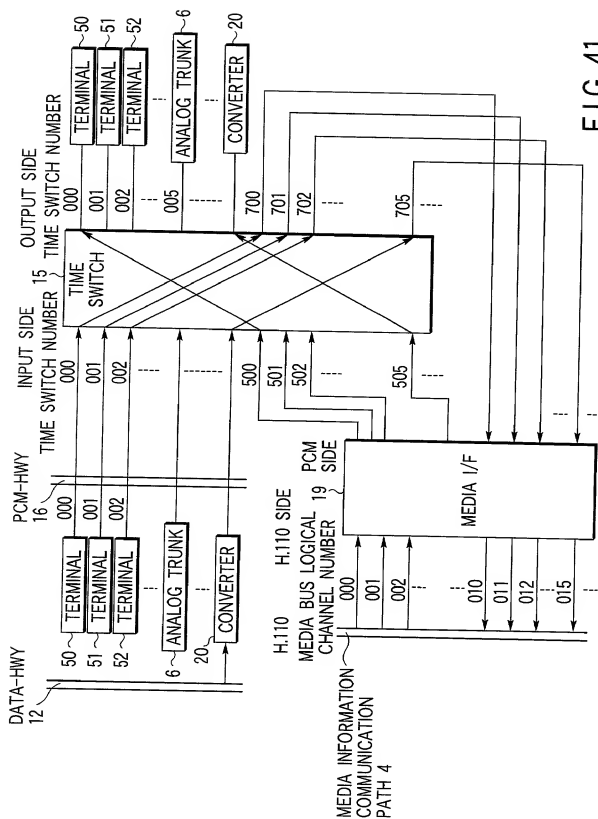 DATA-HWY
12
PCM-HWY
16
INPUT SIDE
TIME SWITCH NUMBER
15
OUTPUT SIDE
TIME SWITCH NUMBER
50
TERMINAL
000
51
TERMINAL
001
52
TERMINAL
002
6
ANALOG TRUNK
20
CONVERTER
000
001
002
500
501
502
505
TIME
SWITCH
000
001
002
005
700
701
702
705
TERMINAL
50
TERMINAL
51
TERMINAL
52
ANALOG TRUNK
6
CONVERTER
20
H.110
MEDIA BUS LOGICAL
CHANNEL NUMBER
H.110 SIDE
19
PCM
SIDE
MEDIA I/F
000
001
002
010
011
012
015
MEDIA INFORMATION
COMMUNICATION
PATH 4
FIG. 41